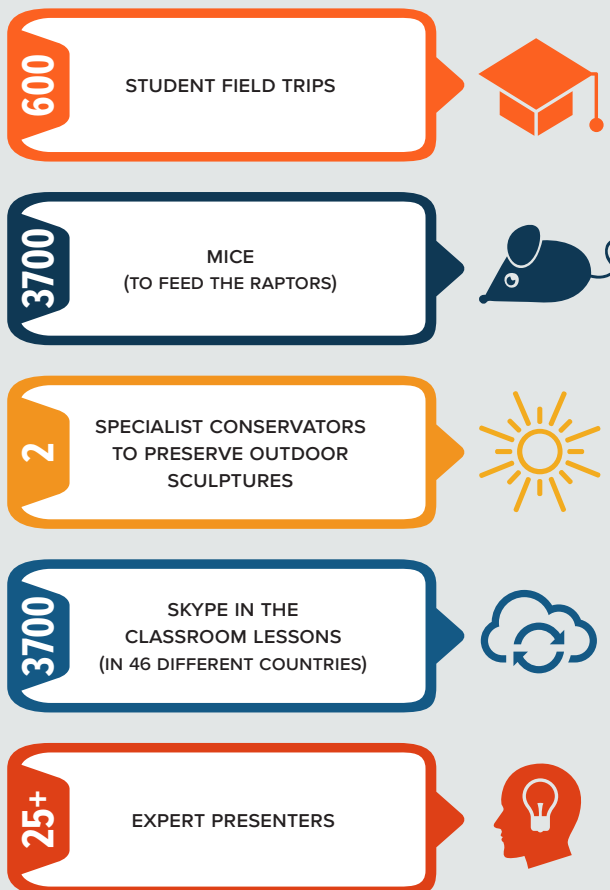 600
STUDENT FIELD TRIPS
3700
MICE
(TO FEED THE RAPTORS)
2
SPECIALIST CONSERVATORS
TO PRESERVE OUTDOOR
SCULPTURES
3700
SKYPE IN THE
CLASSROOM LESSONS
(IN 46 DIFFERENT COUNTRIES)
25+
EXPERT PRESENTERS